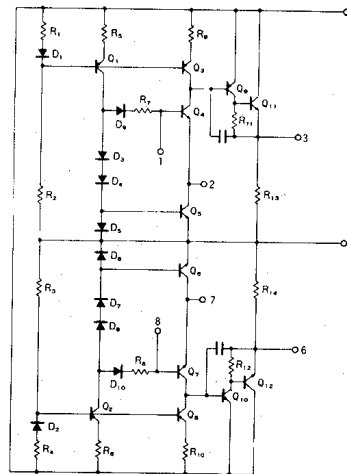 R1
R5
R9
D1
Q1
Q3
Q9
Q11
R7
Q4
D9
R11
3
1
D3
D4
2
R2
R13
Q5
D5
D6
Q6
R3
R14
7
D7
8
D8
6
R8
Q7
R12
D10
Q10
Q12
Q2
Q8
D2
R4
R6
R10